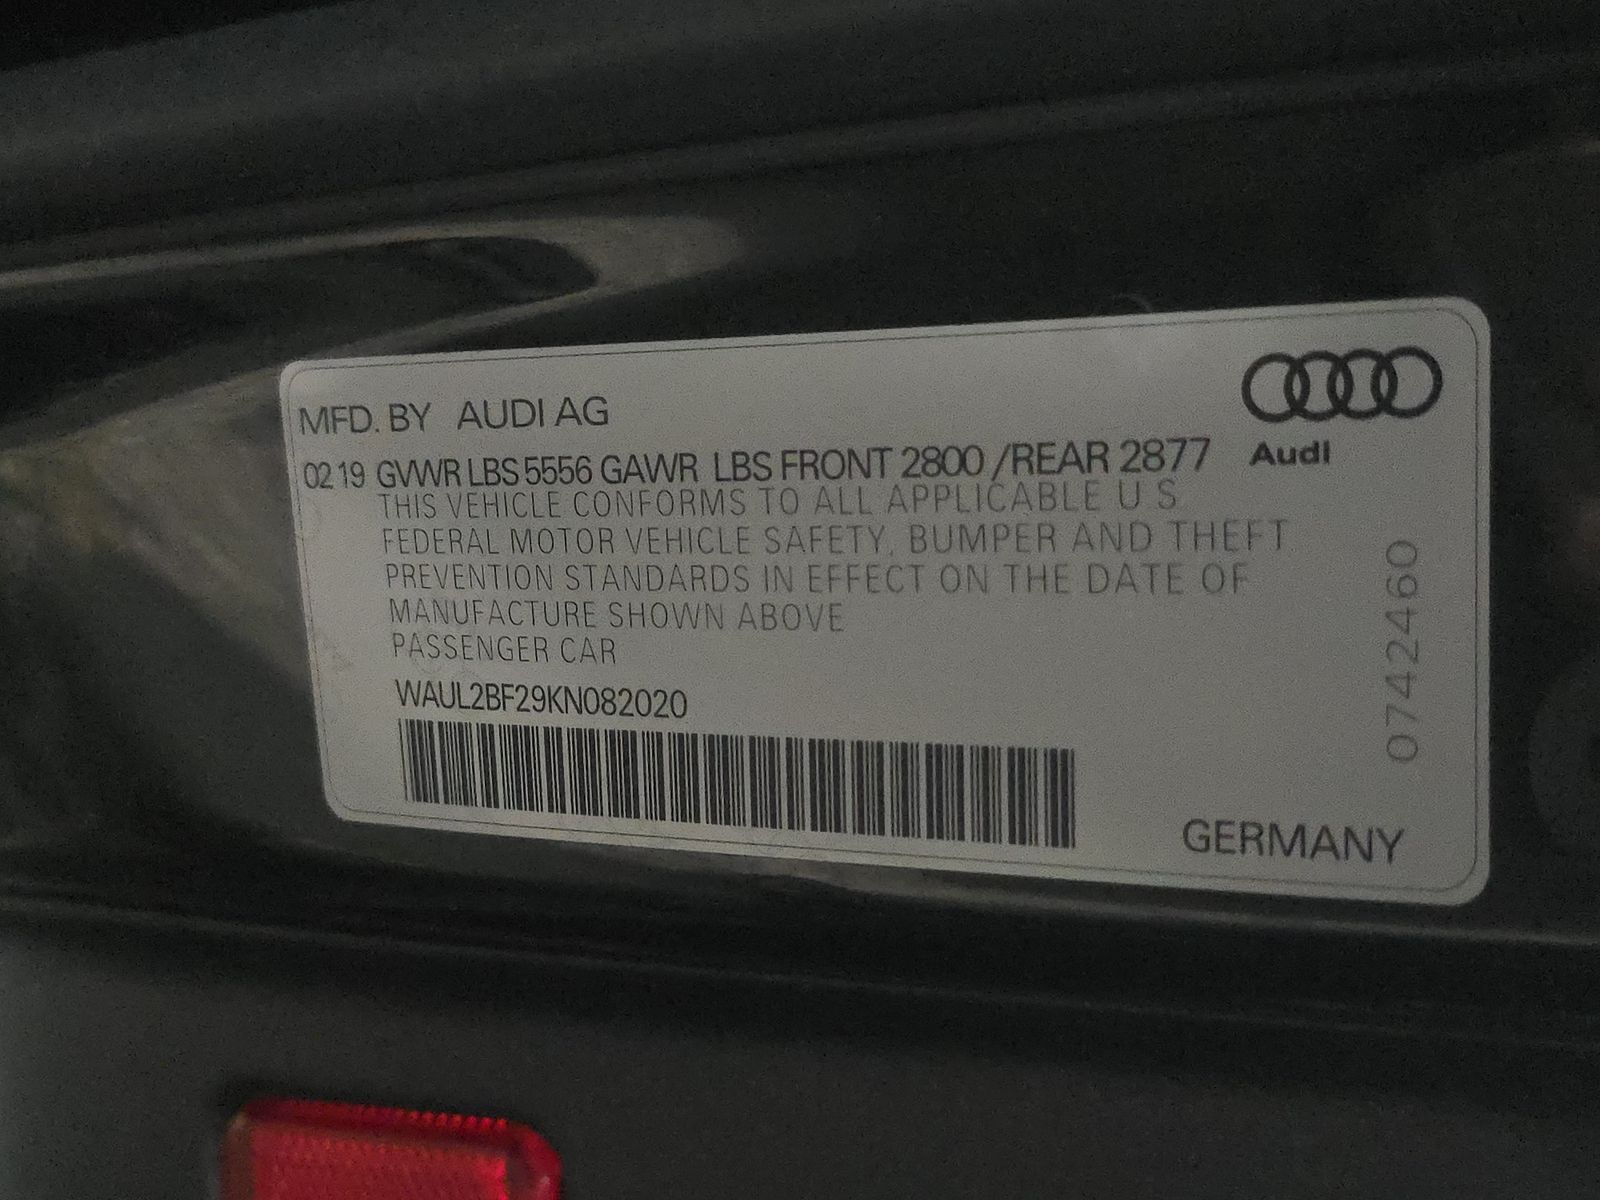 MFD. BY AUDI AG
Audi
02 19 GVWR LBS 5556 GAWR LBS FRONT 2800 /REAR 2877
THIS VEHICLE CONFORMS TO ALL APPLICABLE U S
FEDERAL MOTOR VEHICLE SAFETY, BUMPER AND THEFT
PREVENTION STANDARDS IN EFFECT ON THE DATE OF
MANUFACTURE SHOWN ABOVE
PASSENGER CAR
WAUL2BF29KN082020
0742460
GERMANY